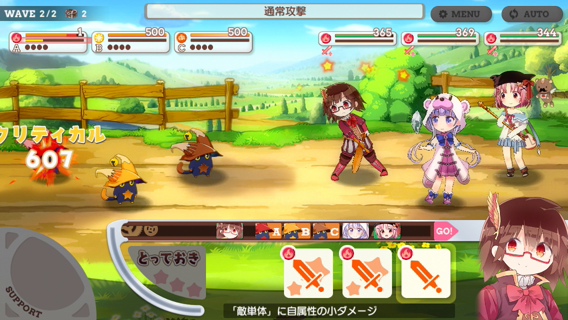 WAVE 2/2 2
通常攻撃
MENU
AUTO
1
500
500
365
369
344
A
B
C
クリティカル
607
A B C GO!
とっておき
SUPPORT
「敵単体」に自属性の小ダメージ